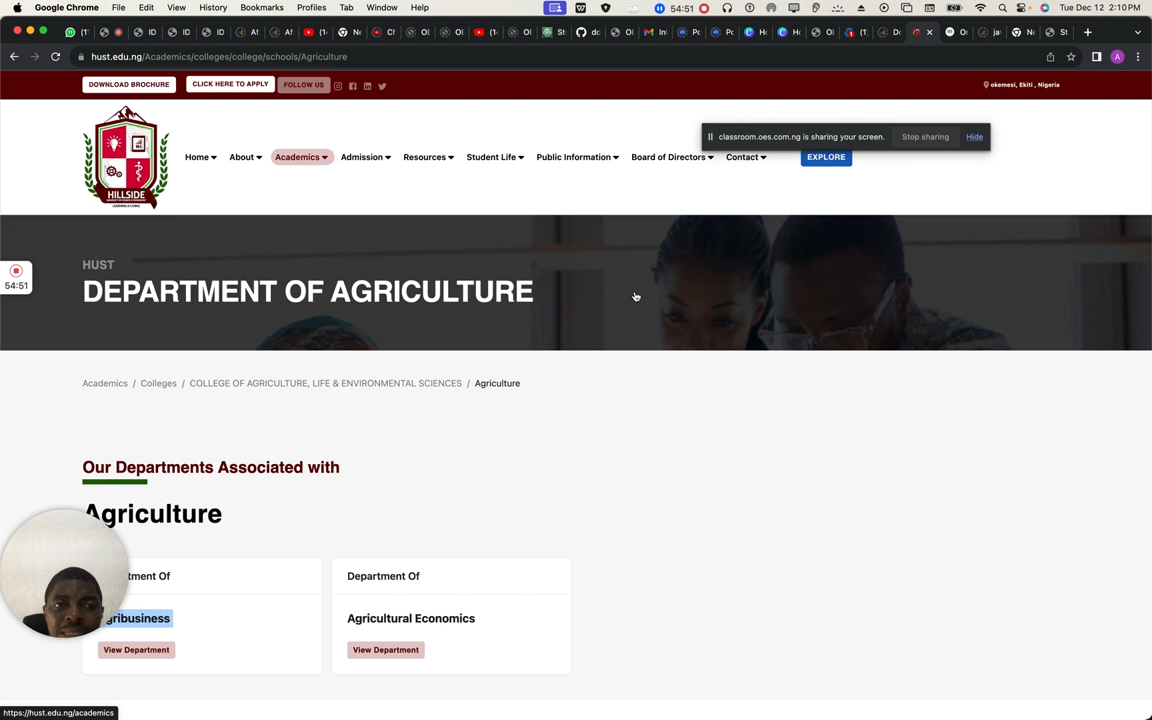 Google Chrome File Edit View History Bookmarks Profiles Tab Window Help 54:51 Tue Dec 12 2:10 PM
hust.edu.ng/Academics/colleges/college/schools/Agriculture
DOWNLOAD BROCHURE CLICK HERE TO APPLY FOLLOW US okemesi, Ekiti , Nigeria
classroom.oes.com.ng is sharing your screen. Stop sharing Hide
HILLSIDE
Home About Academics Admission Resources Student Life Public Information Board of Directors Contact EXPLORE
HUST
54:51
DEPARTMENT OF AGRICULTURE
Academics / Colleges / COLLEGE OF AGRICULTURE, LIFE & ENVIRONMENTAL SCIENCES / Agriculture
Our Departments Associated with
Agriculture
tment Of
gribusiness
View Department
Department Of
Agricultural Economics
View Department
https://hust.edu.ng/academics